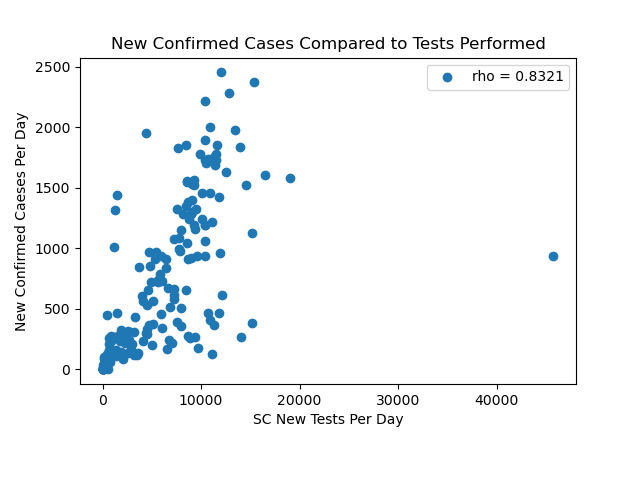 New Confirmed Cases Compared to Tests Performed
rho = 0.8321
New Confirmed Caeses Per Day
2500
2000
1500
1000
500
0
0 10000 20000 30000 40000
SC New Tests Per Day